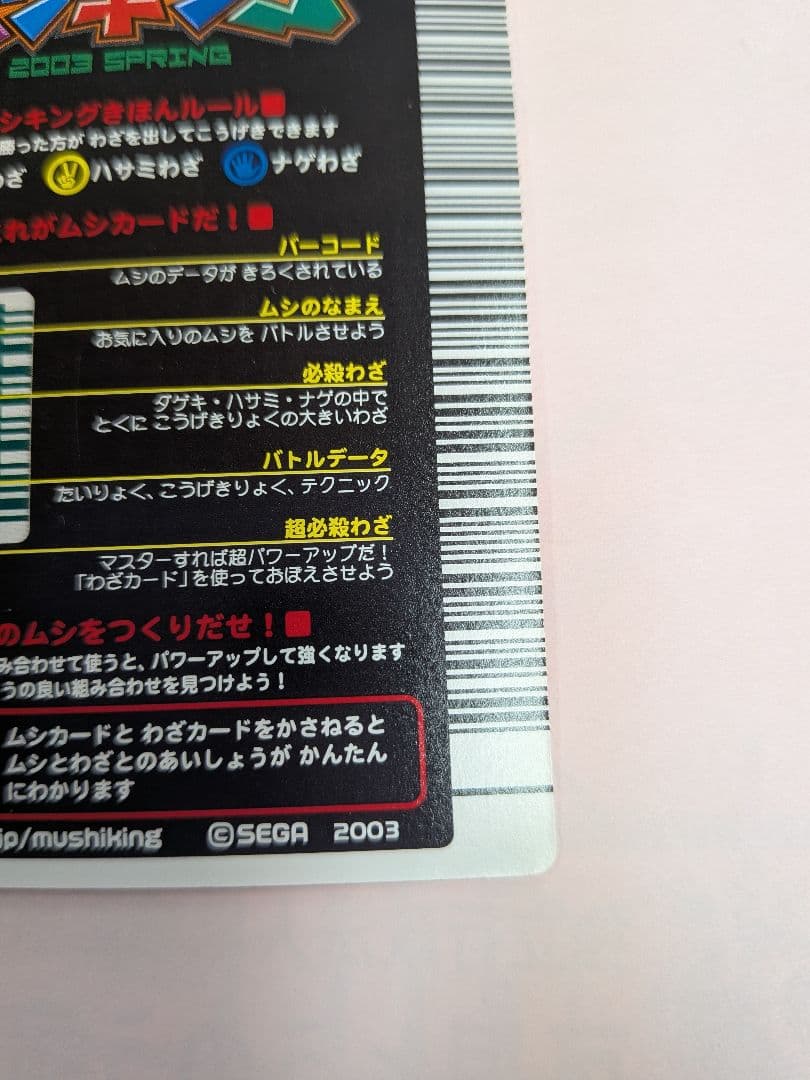 2003 SPRING
シキングきほんルール■
勝った方が わざを出してこうげきできます
わざ ハサミわざ ナゲわざ
れがムシカードだ！■
バーコード
ムシのデータが きろくされている
ムシのなまえ
お気に入りのムシを バトルさせよう
必殺わざ
ダゲキ・ハサミ・ナゲの中で
とくに こうげきりょくの大きいわざ
バトルデータ
たいりょく、こうげきりょく、テクニック
超必殺わざ
マスターすれば超パワーアップだ！
「わざカード」を使っておぼえさせよう
のムシをつくりだせ！■
み合わせて使うと、パワーアップして強くなります
うの良い組み合わせを見つけよう！
ムシカードと わざカードをかさねると
ムシとわざとのあいしょうが かんたん
にわかります
jp/mushiking ©SEGA 2003